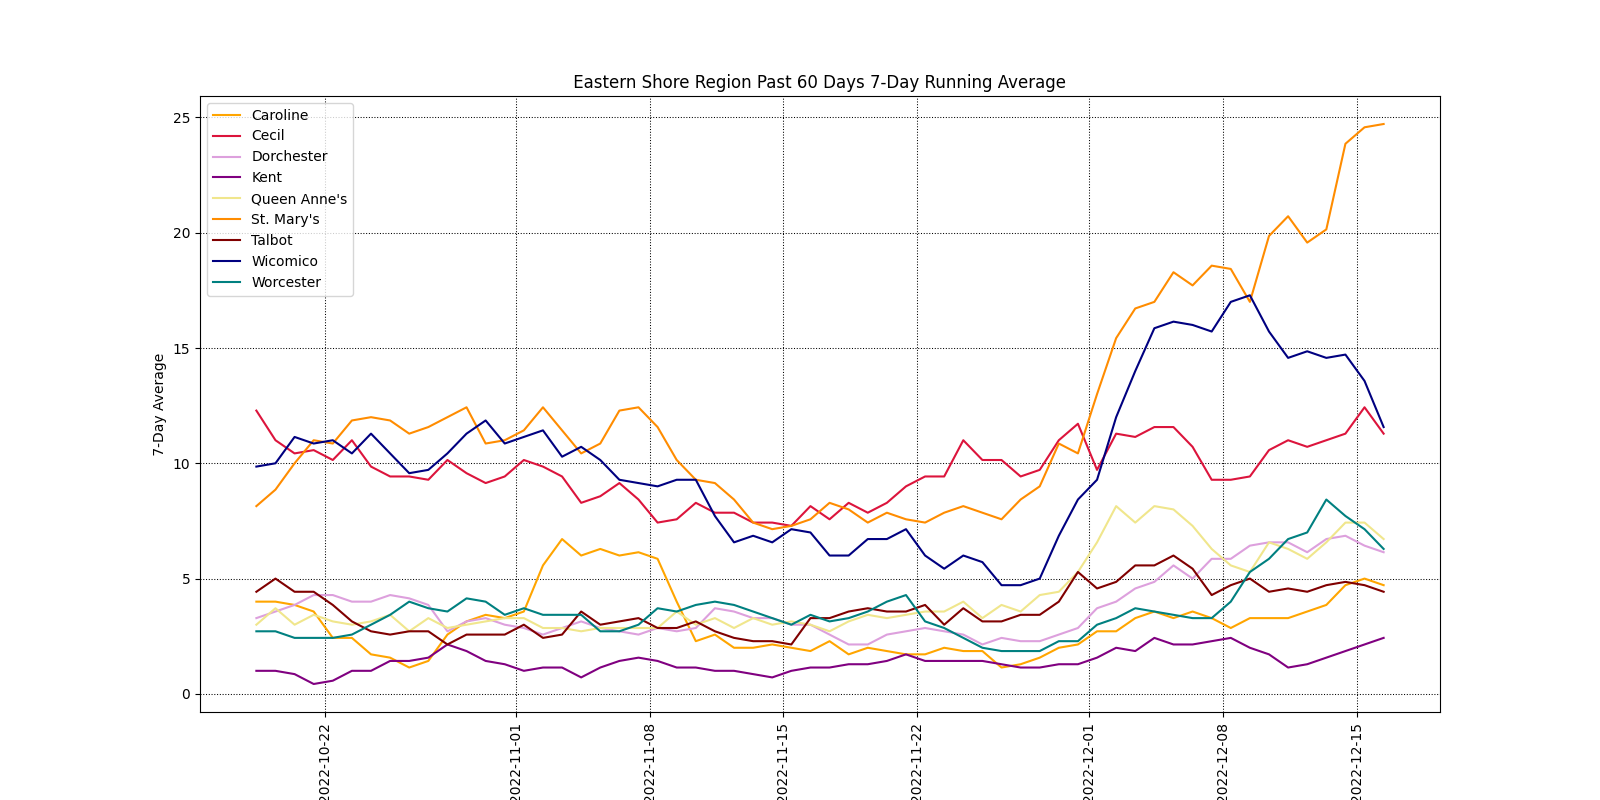 Eastern Shore Region Past 60 Days 7-Day Running Average
Caroline
Cecil
Dorchester
Kent
Queen Anne's
St. Mary's
Talbot
Wicomico
Worcester
25
20
15
10
5
0
7-Day Average
2022-10-22
2022-11-01
2022-11-08
2022-11-15
2022-11-22
2022-12-01
2022-12-08
2022-12-15